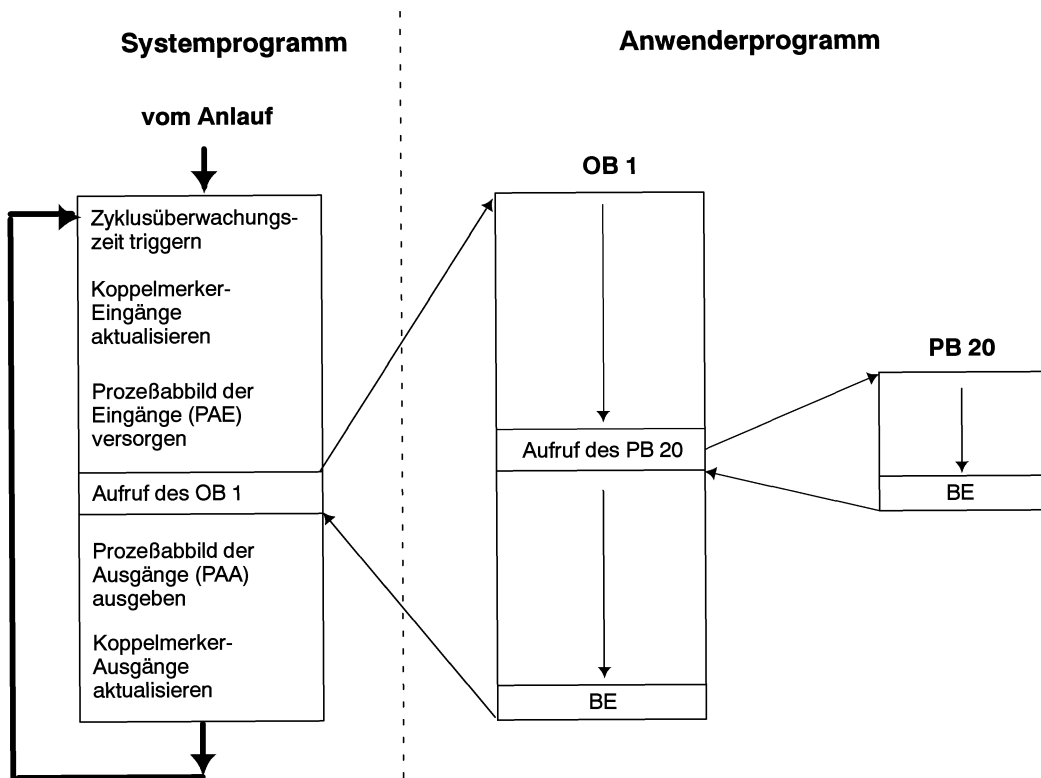 Systemprogramm
Anwenderprogramm
vom Anlauf
Zyklusüberwachungs-
zeit triggern
Koppelmerker-
Eingänge
aktualisieren
Prozeßabbild der
Eingänge (PAE)
versorgen
Aufruf des OB 1
Prozeßabbild der
Ausgänge (PAA)
ausgeben
Koppelmerker-
Ausgänge
aktualisieren
OB 1
Aufruf des PB 20
BE
PB 20
BE